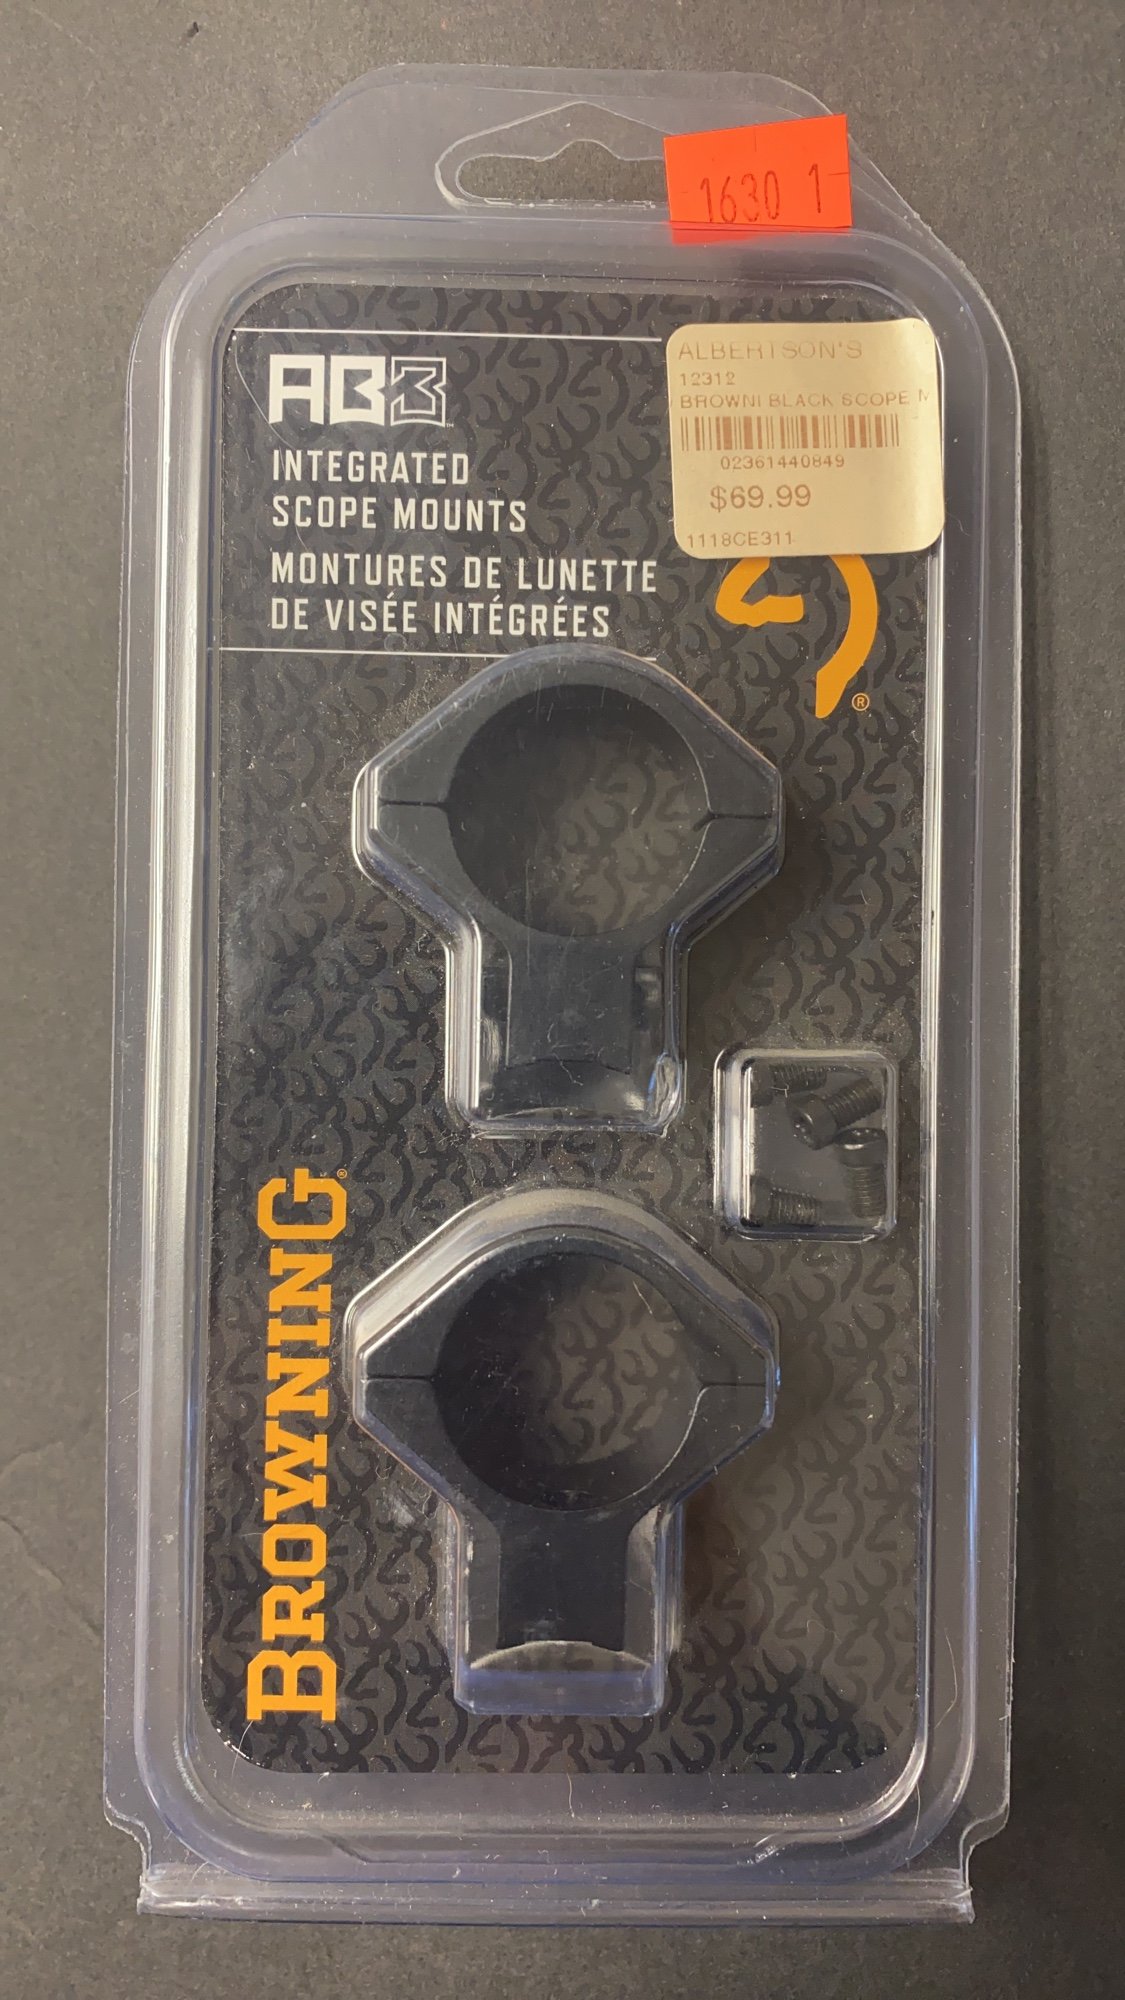 1630 1
ALBERTSON'S
12312
BROWNI BLACK SCOPE M
02361440849
$69.99
1118CE311
AB3™
INTEGRATED
SCOPE MOUNTS
MONTURES DE LUNETTE
DE VISÉE INTÉGRÉES
®
BROWNING®